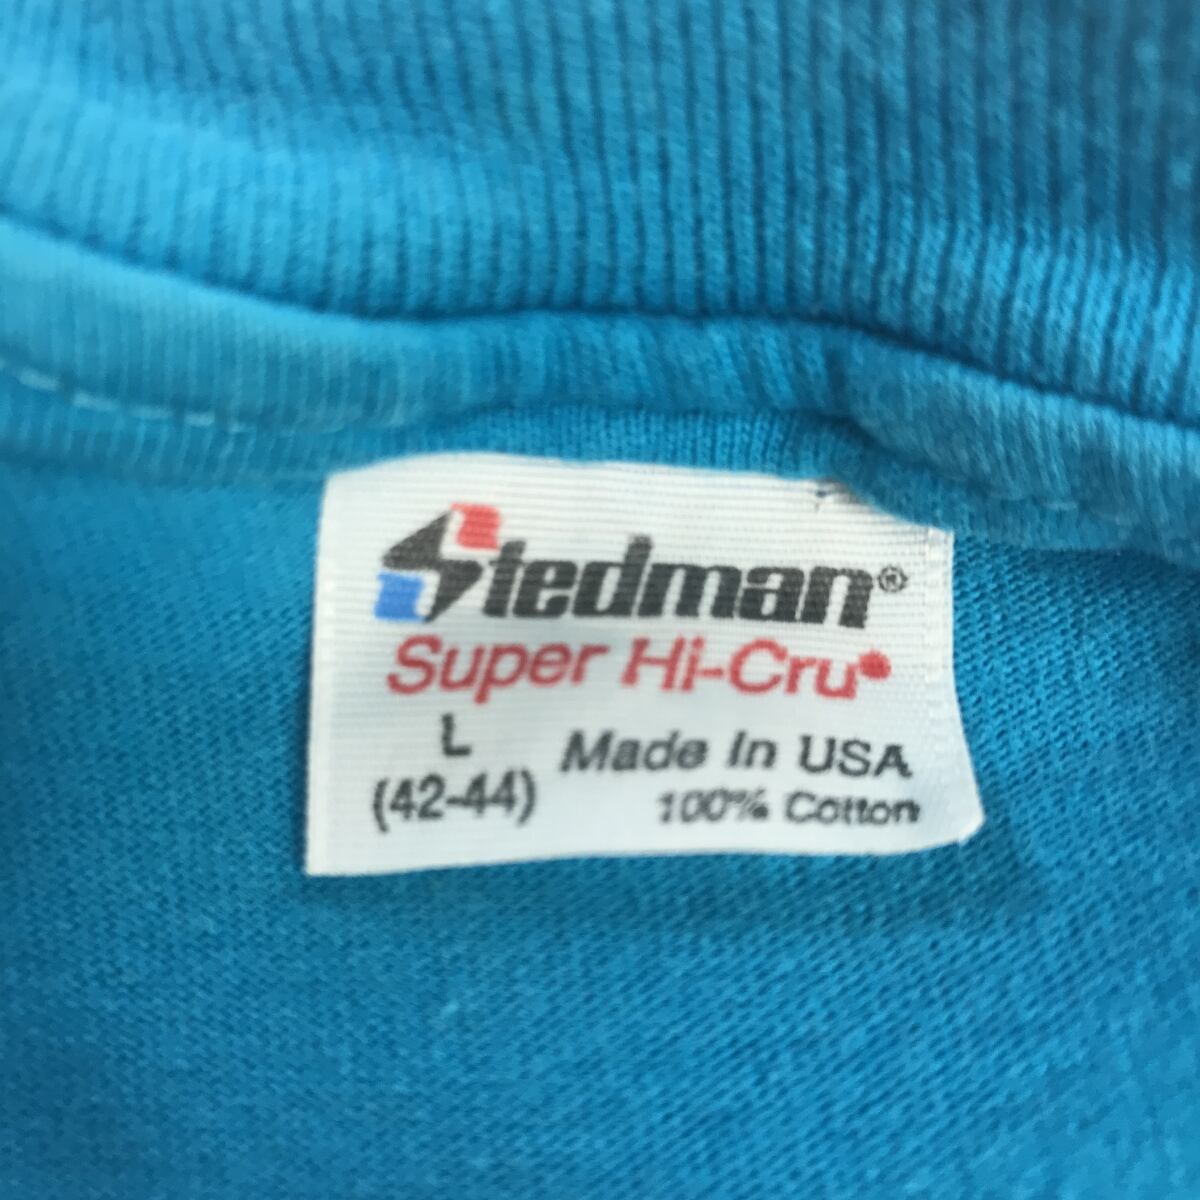 Stedman®
Super Hi-Cru®
L
(42-44)
Made In USA
100% Cotton